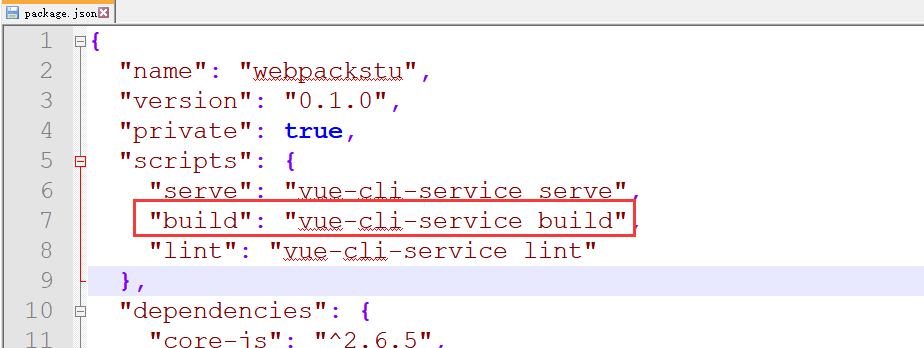 package.json
1 {
2 "name": "webpackstu",
3 "version": "0.1.0",
4 "private": true,
5 "scripts": {
6 "serve": "vue-cli-service serve",
7 "build": "vue-cli-service build",
8 "lint": "vue-cli-service lint"
9 },
10 "dependencies": {
11 "core-js": "^2.6.5",